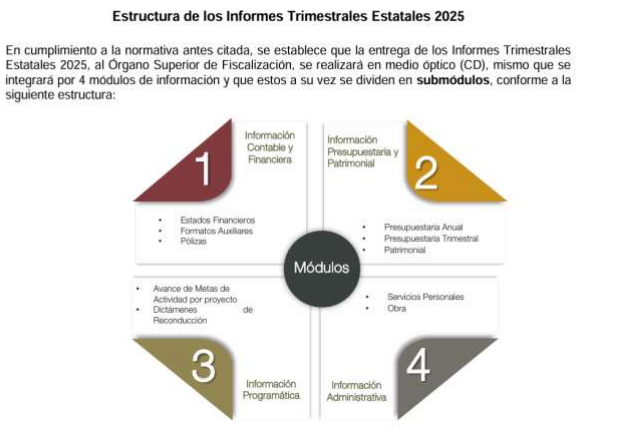 Estructura de los Informes Trimestrales Estatales 2025
En cumplimiento a la normativa antes citada, se establece que la entrega de los Informes Trimestrales
Estatales 2025, al Órgano Superior de Fiscalización, se realizará en medio óptico (CD), mismo que se
integrará por 4 módulos de información y que estos a su vez se dividen en submódulos, conforme a la
siguiente estructura:
1
Información
Contable y
Financiera
• Estados Financieros
• Formatos Auxiliares
• Pólizas
Información
Presupuestaria y
Patrimonial
2
• Presupuestaria Anual
• Presupuestaria Trimestral
• Patrimonial
Módulos
• Avance de Metas de
Actividad por proyecto
• Dictámenes de
Reconducción
3
Información
Programática
• Servicios Personales
• Obra
4
Información
Administrativa